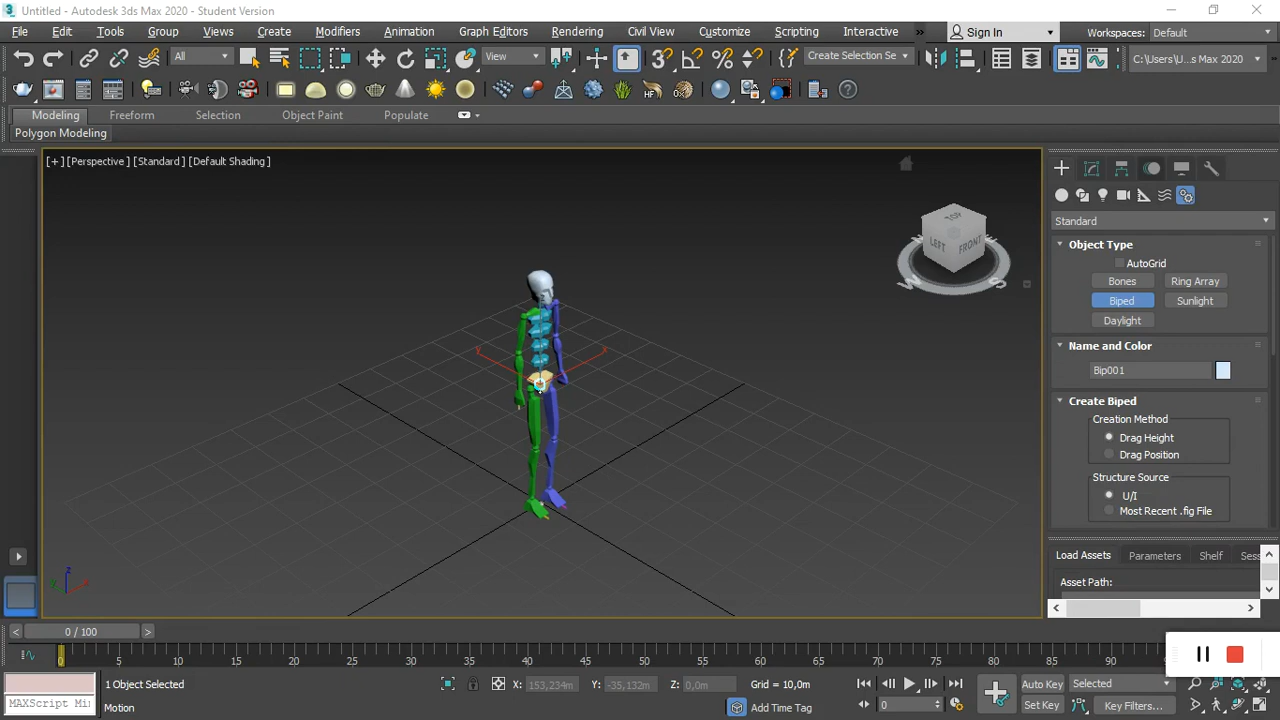 Untitled - Autodesk 3ds Max 2020 - Student Version
File Edit Tools Group Views Create Modifiers Animation Graph Editors Rendering Civil View Customize Scripting Interactive » Sign In Workspaces: Default
All View Create Selection Se C:\Users\U...s Max 2020
Modeling Freeform Selection Object Paint Populate
Polygon Modeling
[+] [Perspective ] [Standard ] [Default Shading ]
Standard
Object Type
AutoGrid
Bones Ring Array
Biped Sunlight
Daylight
Name and Color
Bip001
Create Biped
Creation Method
Drag Height
Drag Position
Structure Source
U/I
Most Recent .fig File
Load Assets Parameters Shelf Ses
Asset Path:
TOP
LEFT FRONT
W S
Y X
z
x
y
< 0 / 100 >
0 5 10 15 20 25 30 35 40 45 50 55 60 65 70 75 80 85 90
1 Object Selected X: 153,234m Y: -35,132m Z: 0,0m Grid = 10,0m Auto Key Selected
MAXScript Mi Motion Add Time Tag 0 Set Key Key Filters...